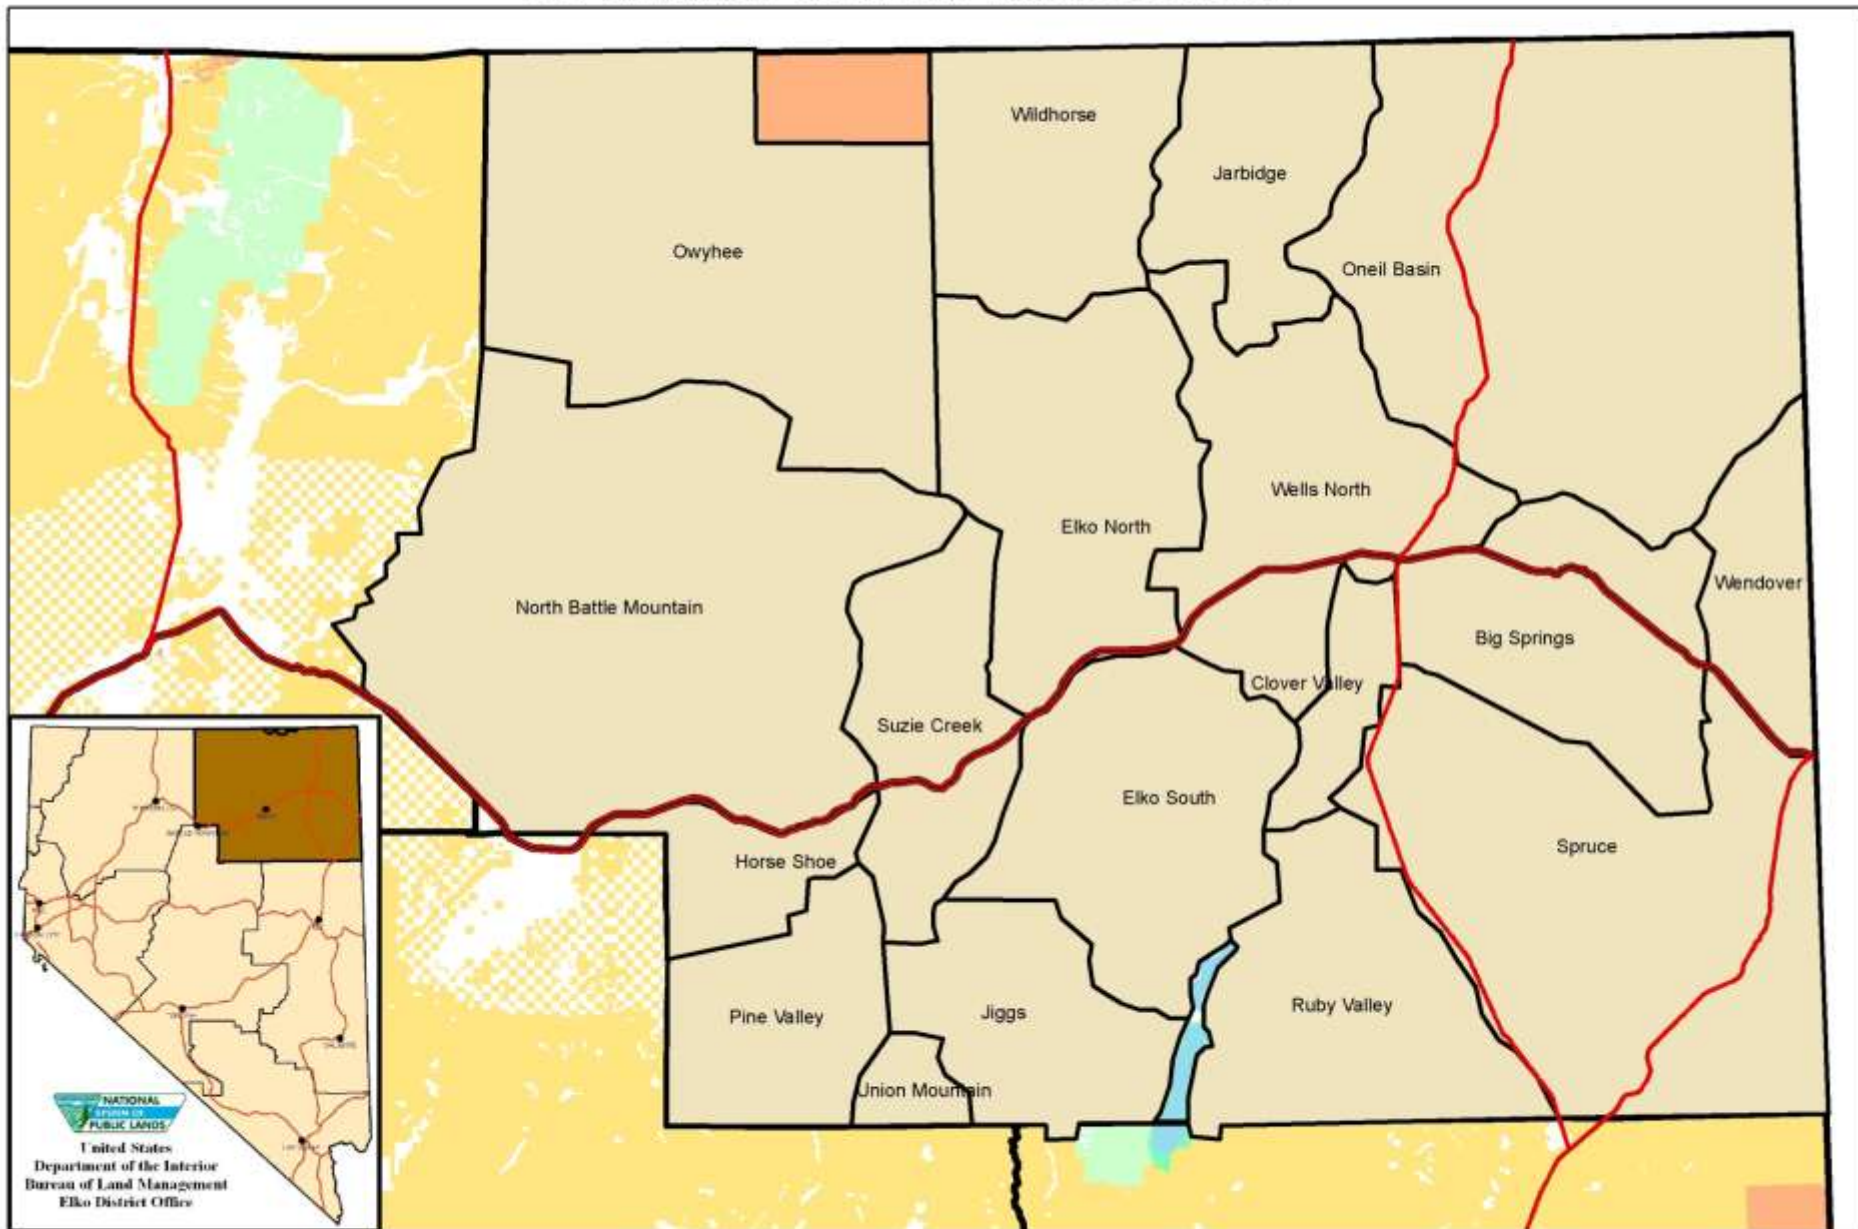 Wildhorse
Jarbidge
Owyhee
Oneil Basin
Wells North
Elko North
Wendover
North Battle Mountain
Big Springs
Clover Valley
Suzie Creek
Elko South
Spruce
Horse Shoe
Ruby Valley
Jiggs
Pine Valley
Union Mountain
NATIONAL
SYSTEM OF
PUBLIC LANDS
United States
Department of the Interior
Bureau of Land Management
Elko District Office